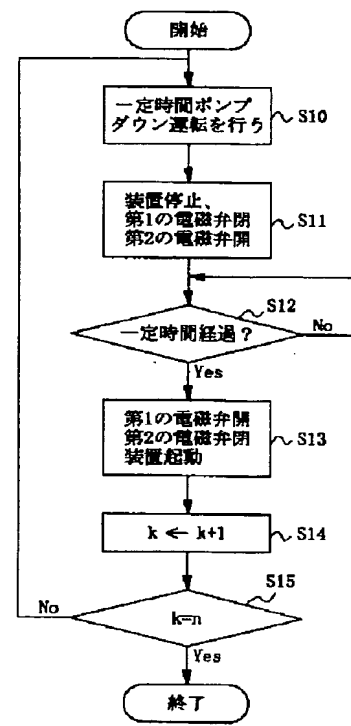 開始
一定時間ポンプ
ダウン運転を行う
S10
装置停止、
第1の電磁弁閉
第2の電磁弁開
S11
S12
一定時間経過?
No
Yes
第1の電磁弁開
第2の電磁弁閉
装置起動
S13
k ← k+1
S14
S15
No
k=n
Yes
終了